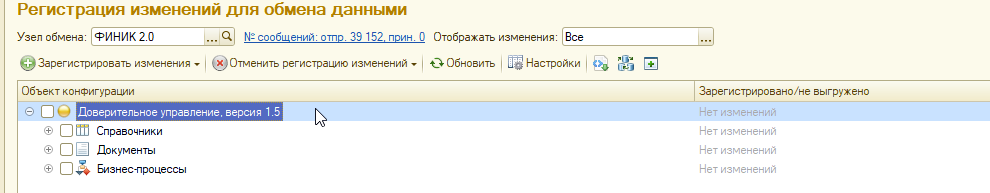 Регистрация изменений для обмена данными
Узел обмена: ФИНИК 2.0 ... № сообщений: отпр. 39 152, прин. 0 Отображать изменения: Все ...
Зарегистрировать изменения Отменить регистрацию изменений Обновить Настройки
Объект конфигурации Зарегистрировано/не выгружено
Доверительное управление, версия 1.5 Нет изменений
Справочники Нет изменений
Документы Нет изменений
Бизнес-процессы Нет изменений